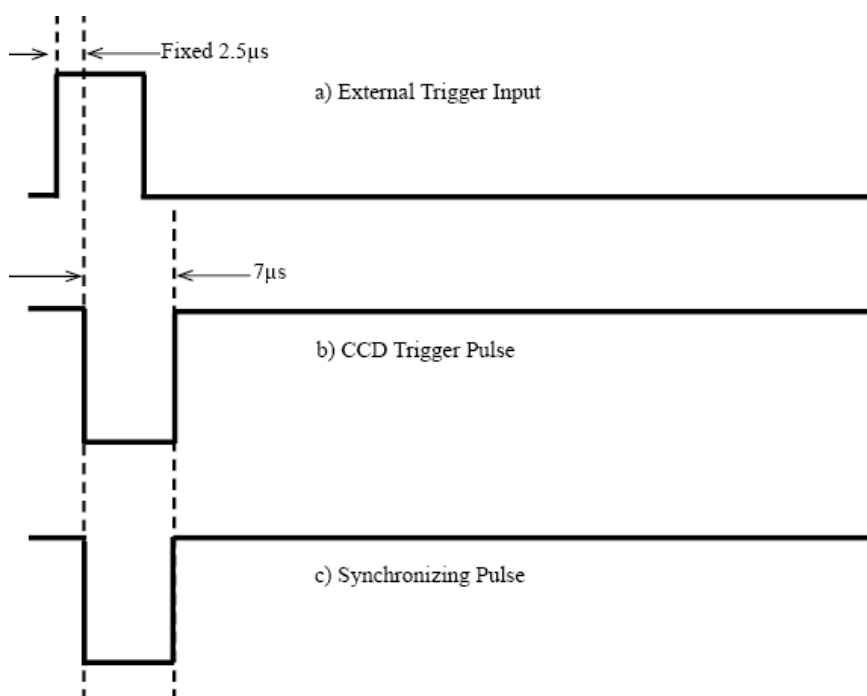 Fixed 2.5µs
a) External Trigger Input
7µs
b) CCD Trigger Pulse
c) Synchronizing Pulse